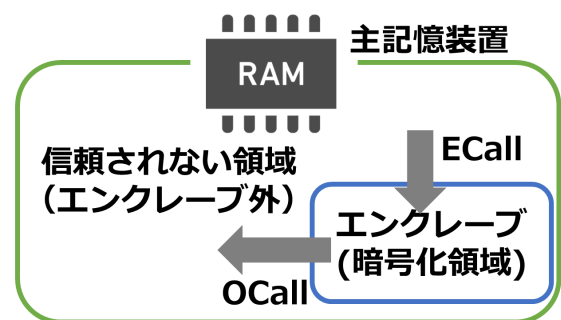 主記憶装置
RAM
信頼されない領域
（エンクレーブ外）
ECall
エンクレーブ
(暗号化領域)
OCall